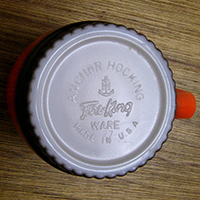 ANCHOR HOCKING
Fire-King
WARE
MADE IN U.S.A.